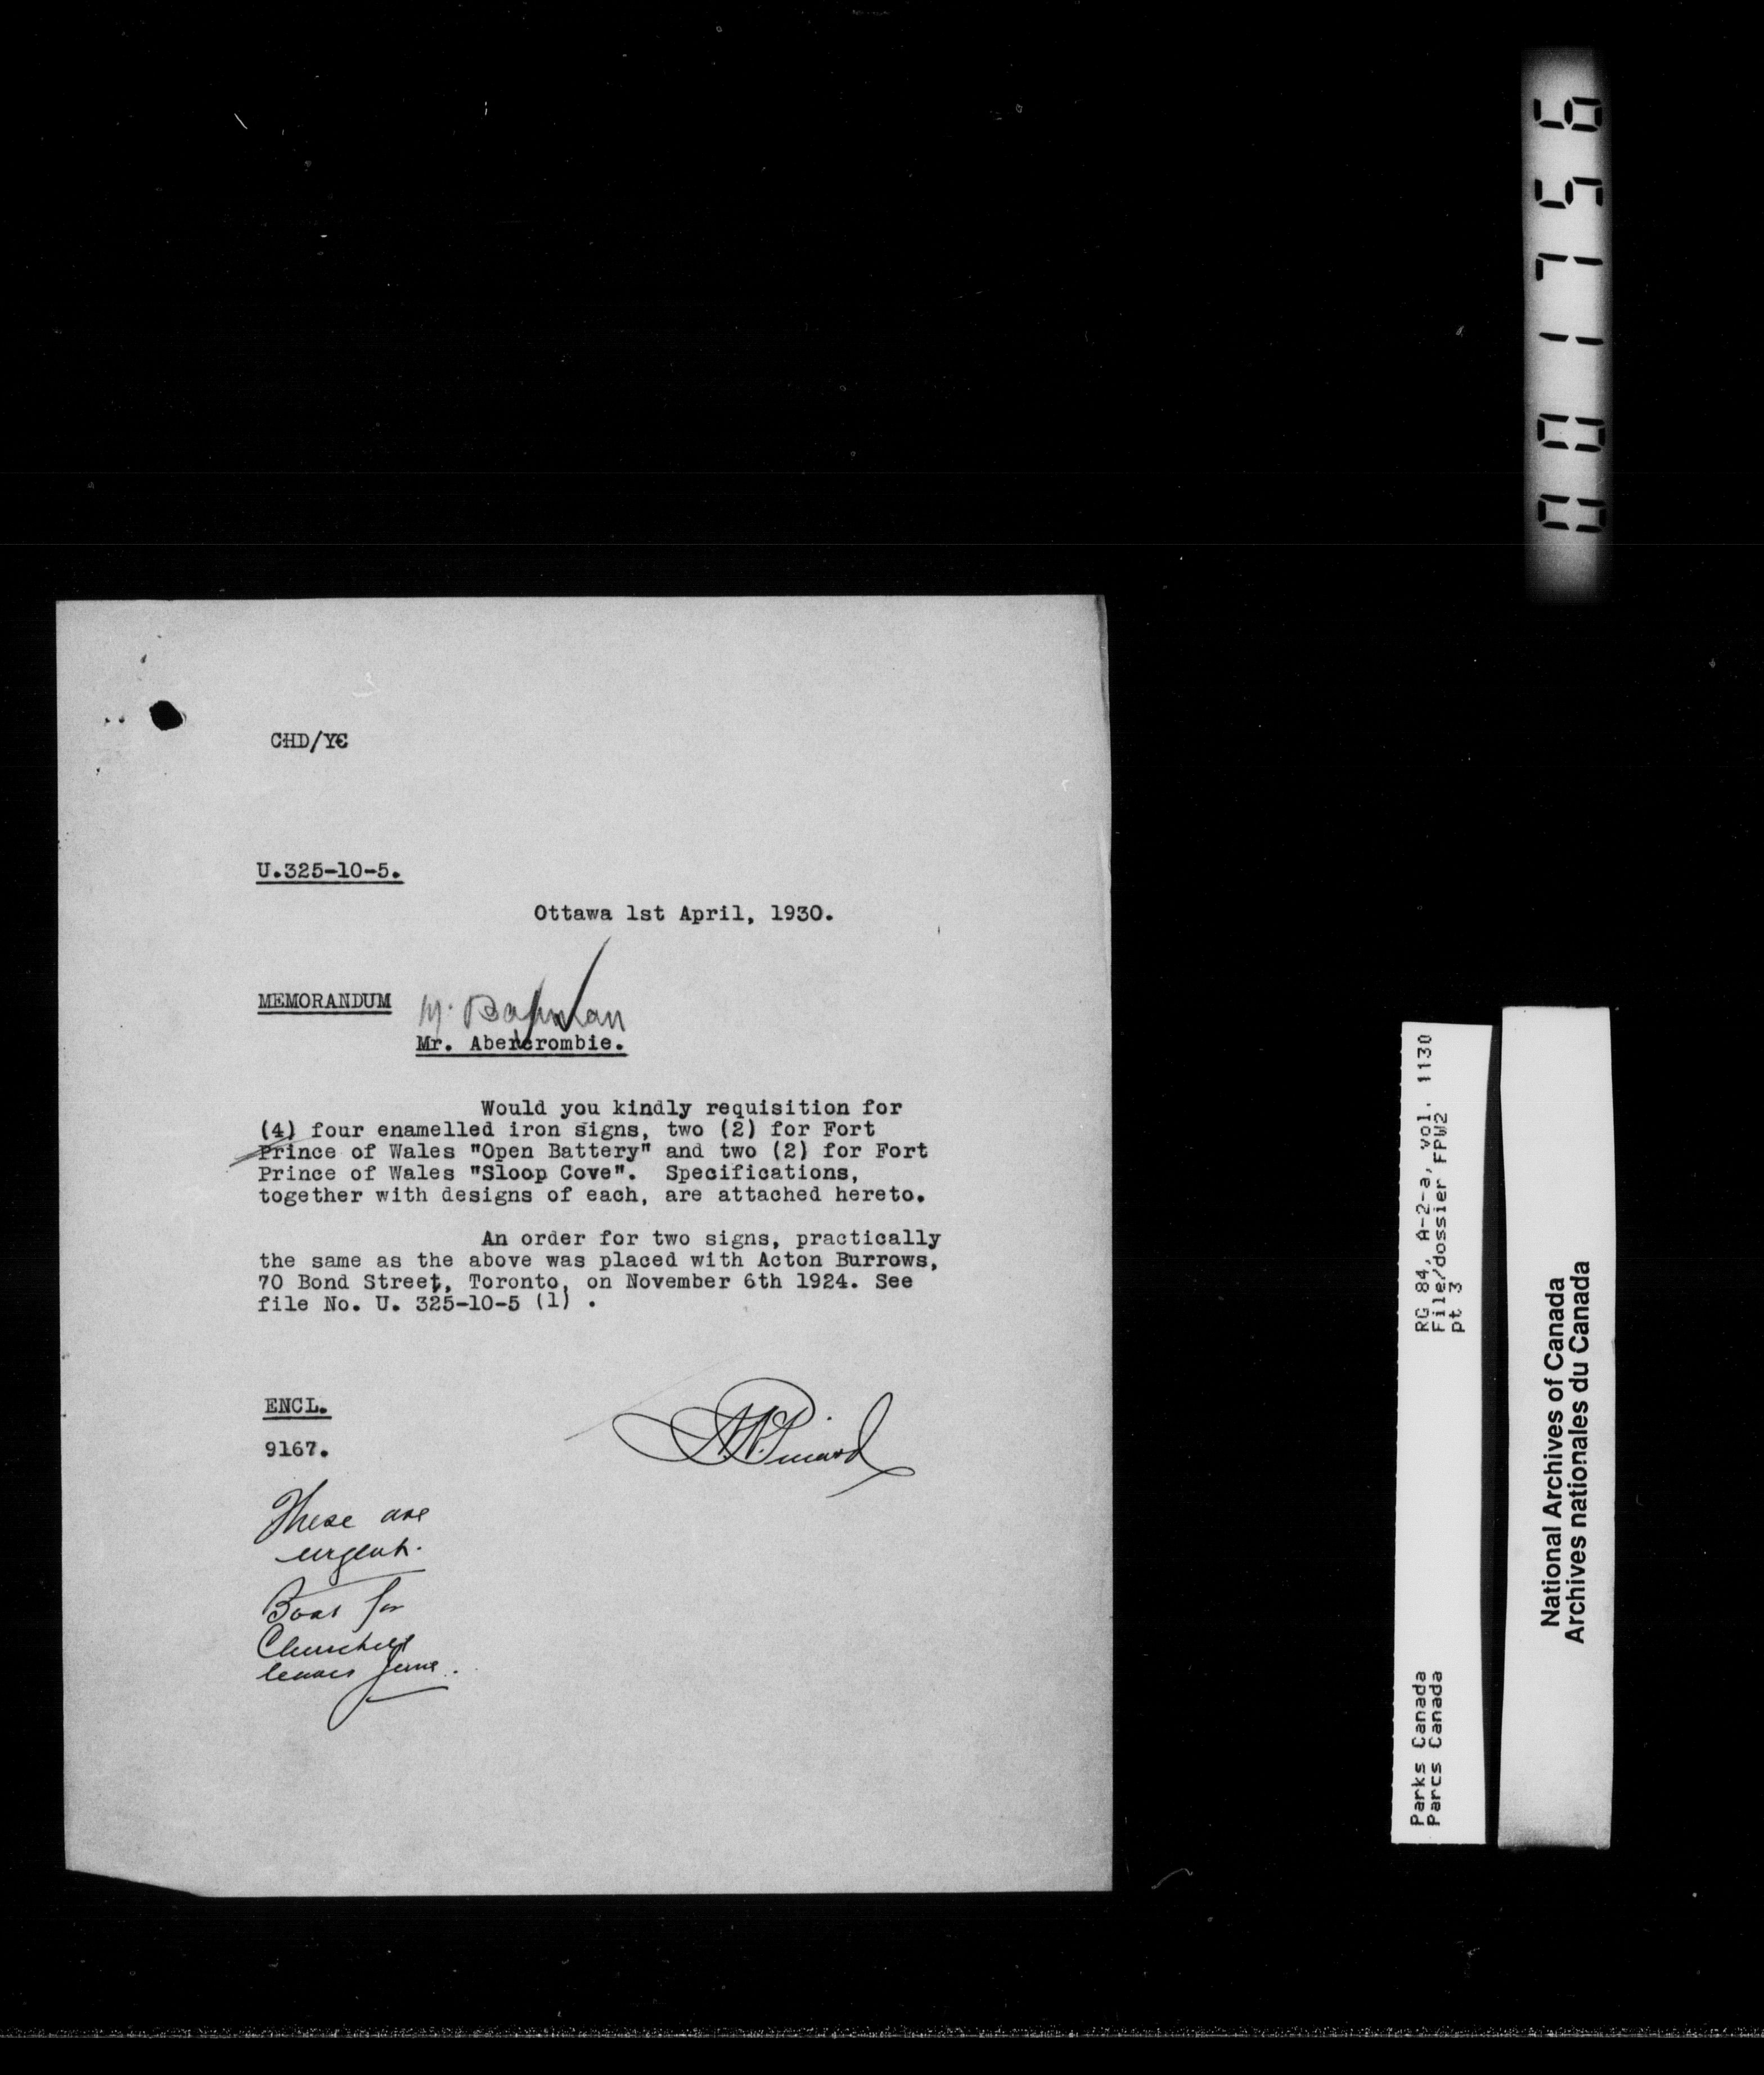 CHD/YC
U.325-10-5.
Ottawa 1st April, 1930.
MEMORANDUM
Mr.
Mr. Abercrombie.
Would you kindly requisition for
(4) four enamelled iron signs, two (2) for Fort
Prince of Wales "Open Battery" and two (2) for Fort
Prince of Wales "Sloop Cove". Specifications,
together with designs of each, are attached hereto.
An order for two signs, practically
the same as the above was placed with Acton Burrows,
70 Bond Street, Toronto, on November 6th 1924. See
file No. U. 325-10-5 (1) .
ENCL.
9167.
Pinard
These are
urgent.
Boat for
Churchill
leaves June.
001756
RG 84, A-2-a, vol. 1130
File/dossier FPW2
pt 3
Parks Canada
Parcs Canada
National Archives of Canada
Archives nationales du Canada